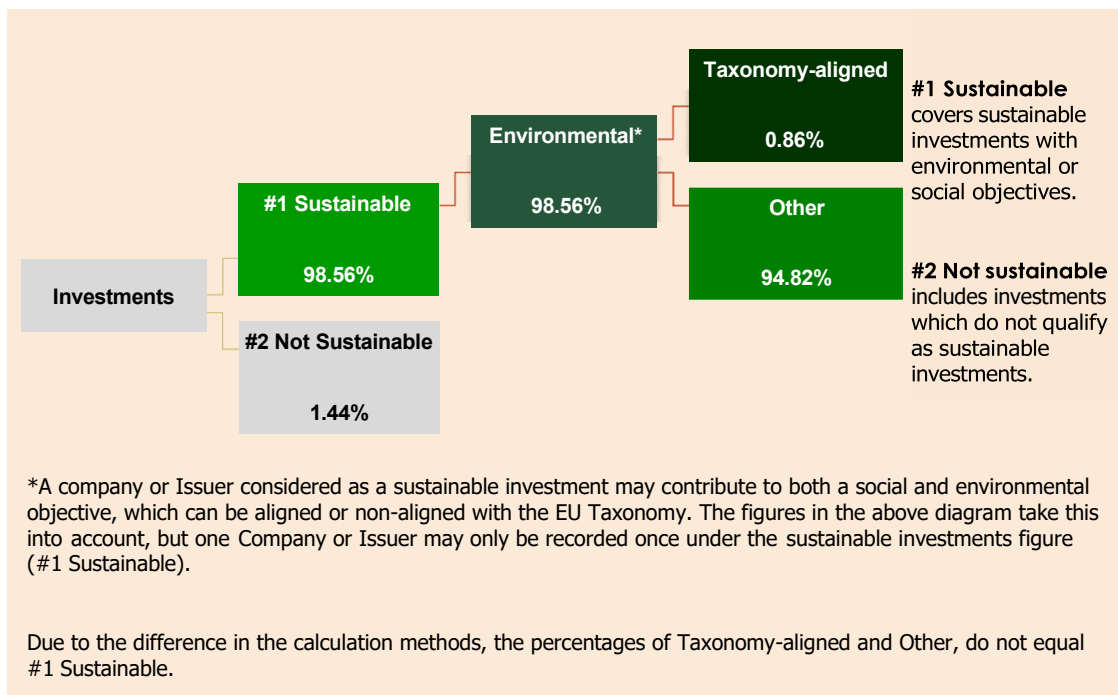 Investments
#1 Sustainable
98.56%
#2 Not Sustainable
1.44%
Environmental*
98.56%
Taxonomy-aligned
0.86%
Other
94.82%
#1 Sustainable
covers sustainable
investments with
environmental or
social objectives.
#2 Not sustainable
includes investments
which do not qualify
as sustainable
investments.
*A company or Issuer considered as a sustainable investment may contribute to both a social and environmental
objective, which can be aligned or non-aligned with the EU Taxonomy. The figures in the above diagram take this
into account, but one Company or Issuer may only be recorded once under the sustainable investments figure
(#1 Sustainable).
Due to the difference in the calculation methods, the percentages of Taxonomy-aligned and Other, do not equal
#1 Sustainable.